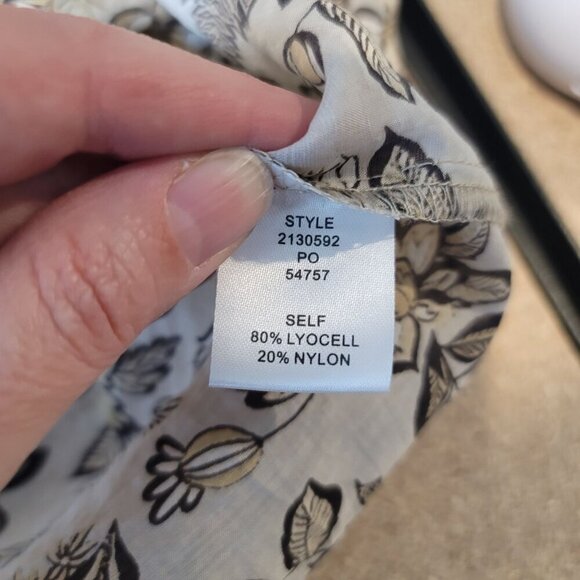 STYLE
2130592
PO
54757
SELF
80% LYOCELL
20% NYLON